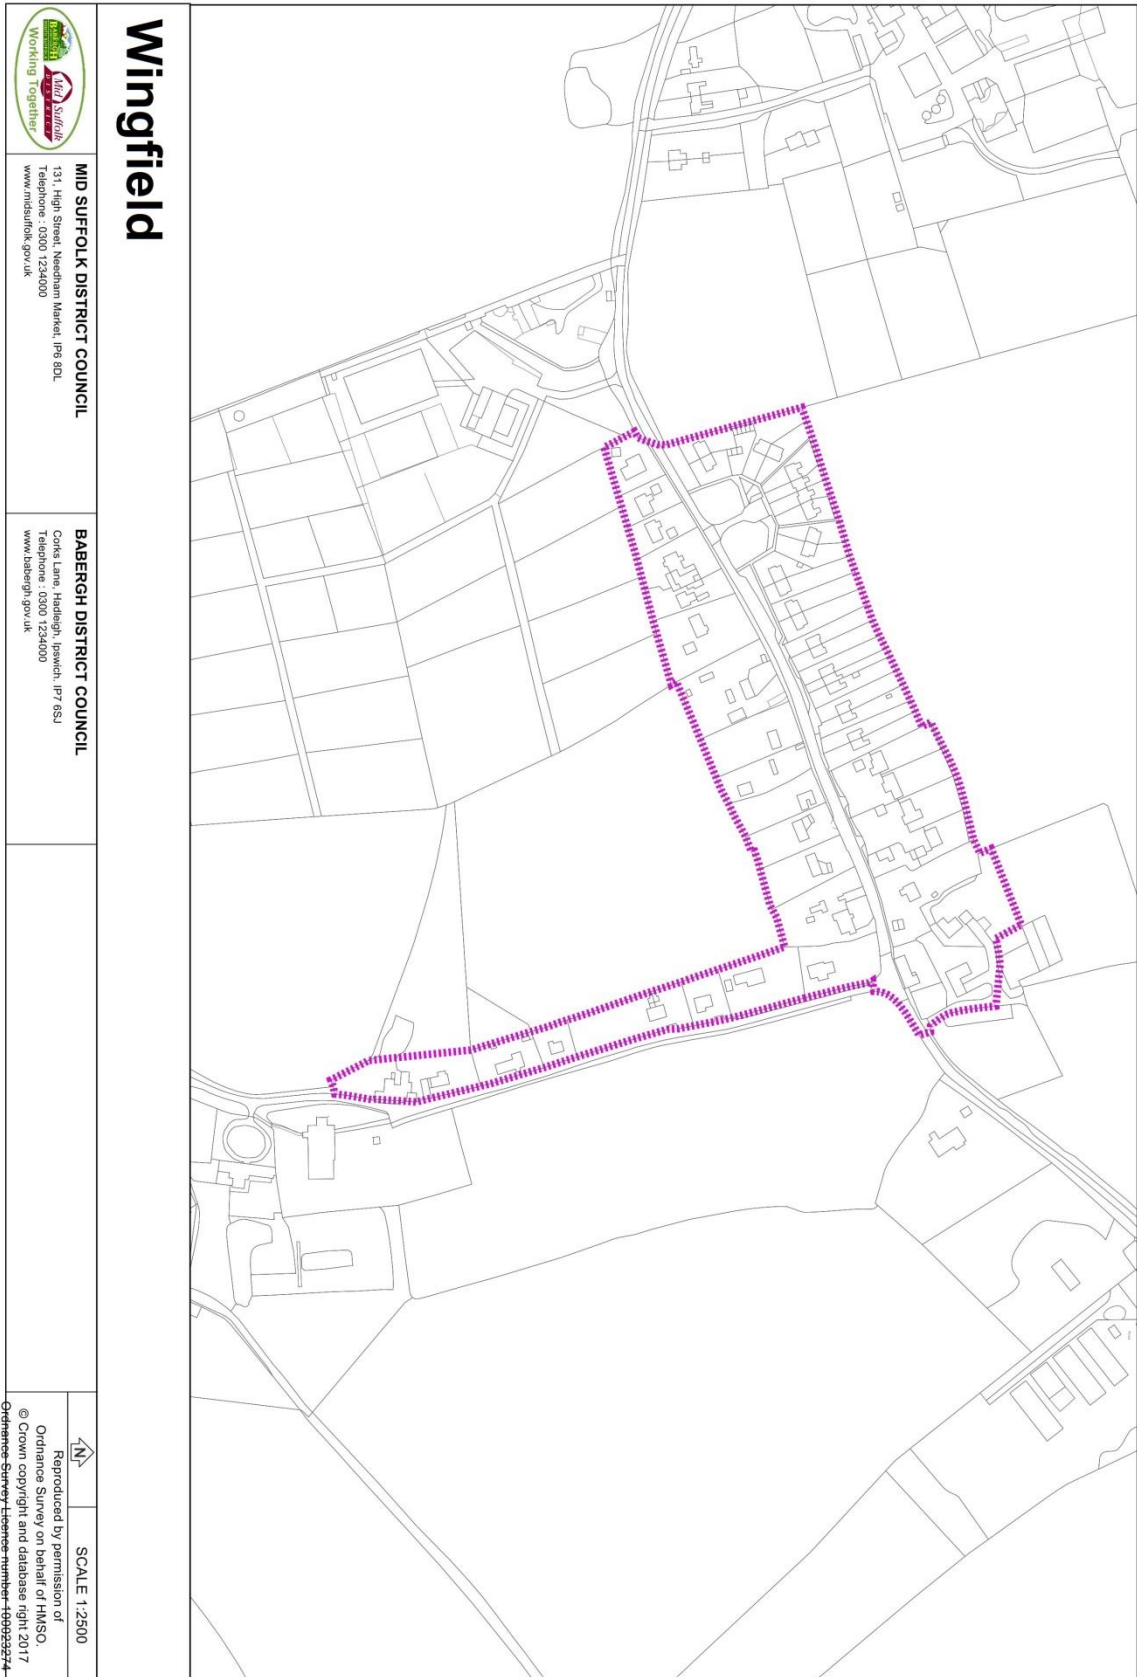 Wingfield
BABERGH
Mid Suffolk
DISTRICT
Working Together
MID SUFFOLK DISTRICT COUNCIL
131, High Street, Needham Market, IP6 8DL
Telephone : 0300 1234000
www.midsuffolk.gov.uk
BABERGH DISTRICT COUNCIL
Corks Lane, Hadleigh, Ipswich. IP7 6SJ
Telephone : 0300 1234000
www.babergh.gov.uk
N
SCALE 1:2500
Reproduced by permission of
Ordnance Survey on behalf of HMSO.
© Crown copyright and database right 2017
Ordnance Survey Licence number 100023274